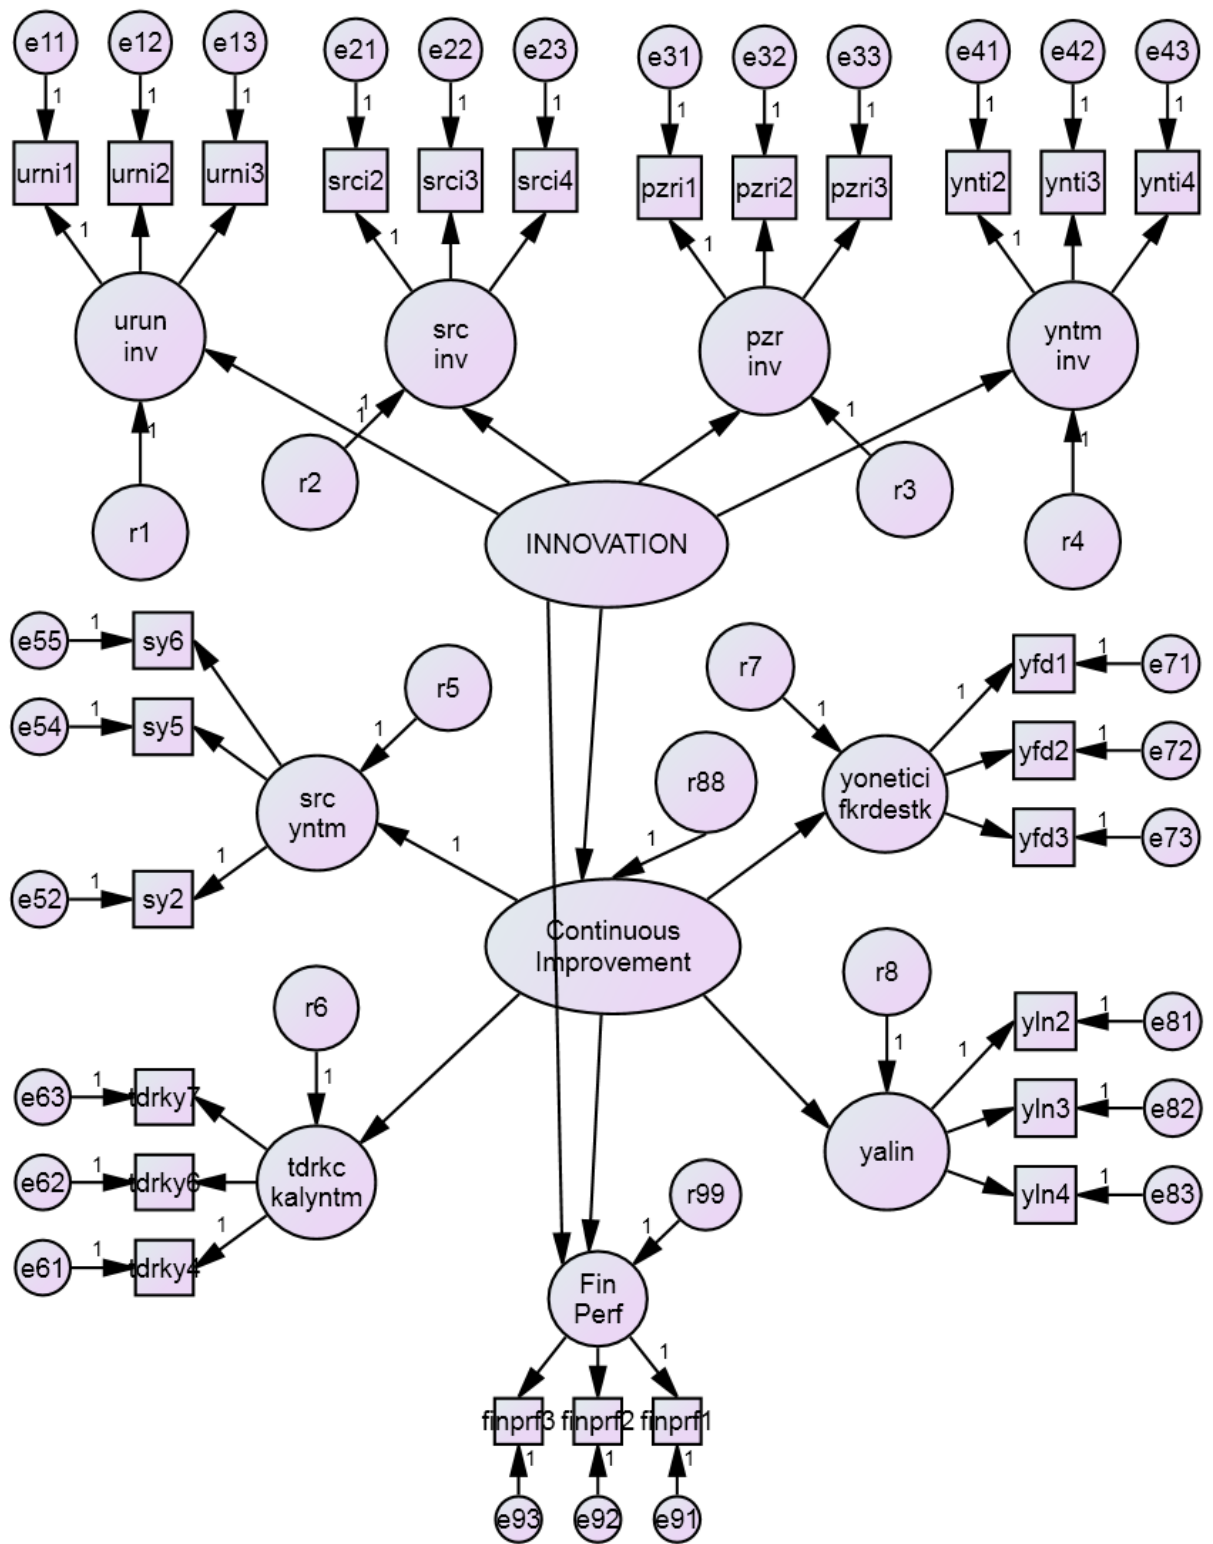 e11 e12 e13 e21 e22 e23 e31 e32 e33 e41 e42 e43
1 1 1 1 1 1 1 1 1 1 1 1
urni1 urni2 urni3 srci2 srci3 srci4 pzri1 pzri2 pzri3 ynti2 ynti3 ynti4
1 1 1 1
urun
inv
src
inv
pzr
inv
yntm
inv
1 1 1 1 1
r1 r2 r3 r4
INNOVATION
e55 1 sy6
e54 1 sy5
r5
1
src
yntm
1
e52 1 sy2
1
r7
1
r88
1
yonetici
fkrdestk
1
yfd1 1 e71
yfd2 1 e72
yfd3 1 e73
Continuous
Improvement
r6
1
e63 1 tdrky7
e62 1 tdrky6
e61 1 tdrky4
tdrkc
kalyntm
1
r8
1
yalin
1
yln2 1 e81
yln3 1 e82
yln4 1 e83
r99
1
Fin
Perf
1
finprf3 finprf2 finprf1
1 1 1
e93 e92 e91